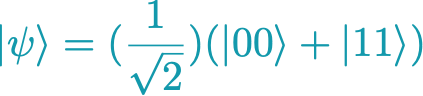 |ψ⟩ = (1/√2)(|00⟩ + |11⟩)